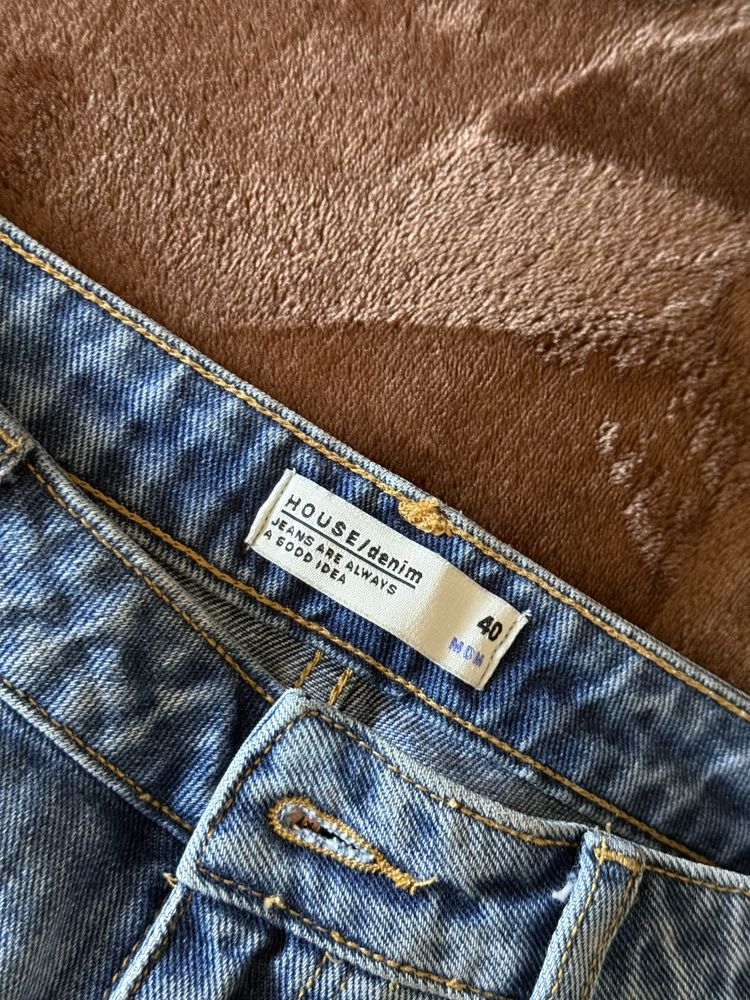 HOUSE/denim
JEANS ARE ALWAYS
A GOOD IDEA
40
MOM